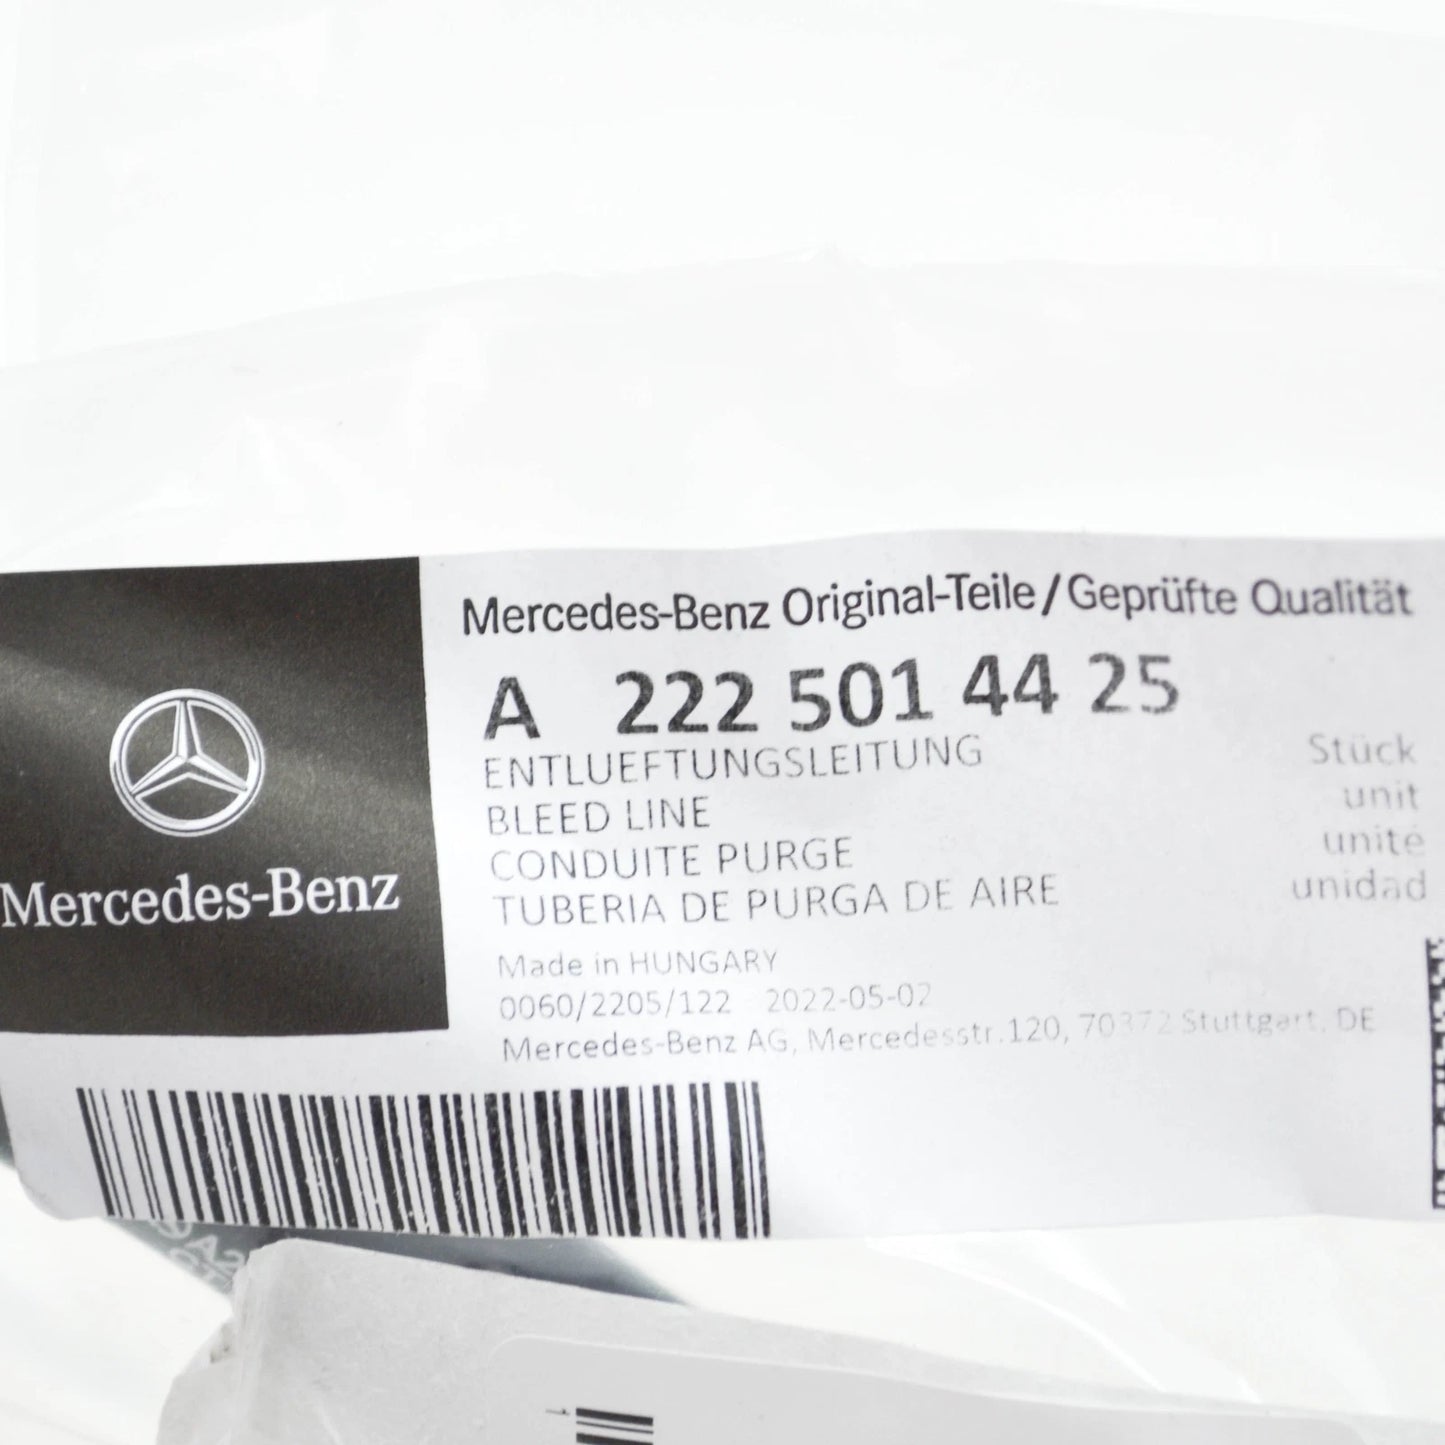 Mercedes-Benz
Mercedes-Benz Original-Teile/Geprüfte Qualität
A 222 501 44 25
ENTLUEFTUNGSLEITUNG Stück
BLEED LINE unit
CONDUITE PURGE unité
TUBERIA DE PURGA DE AIRE unidad
Made in HUNGARY
0060/2205/122 2022-05-02
Mercedes-Benz AG, Mercedesstr.120, 70372 Stuttgart, DE